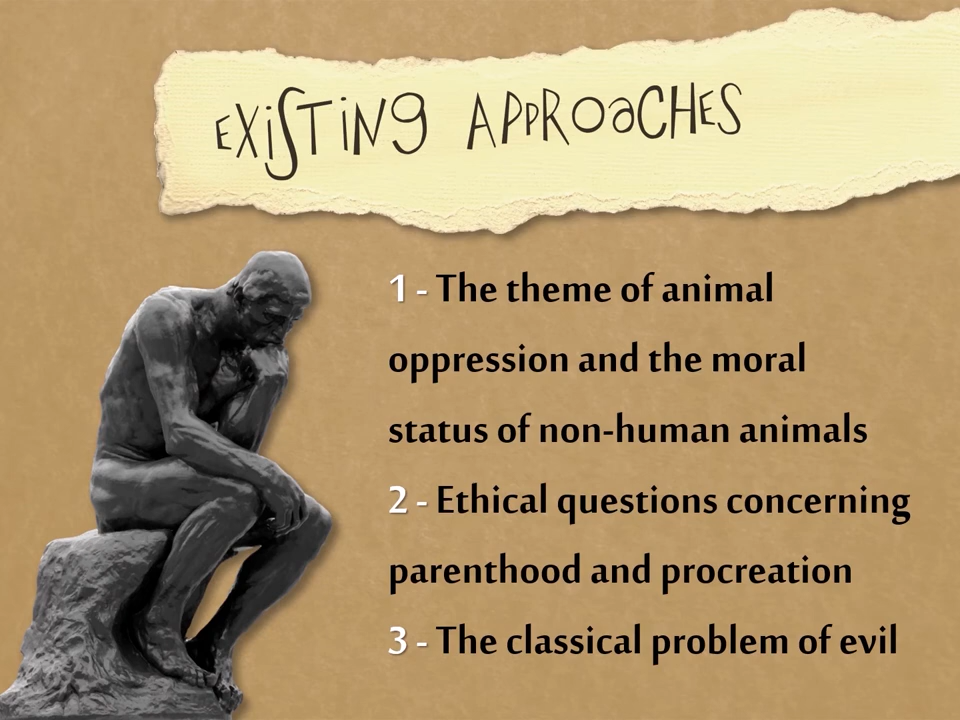 EXiSTiNg APPROaCHES
1 - The theme of animal
oppression and the moral
status of non-human animals
2 - Ethical questions concerning
parenthood and procreation
3 - The classical problem of evil